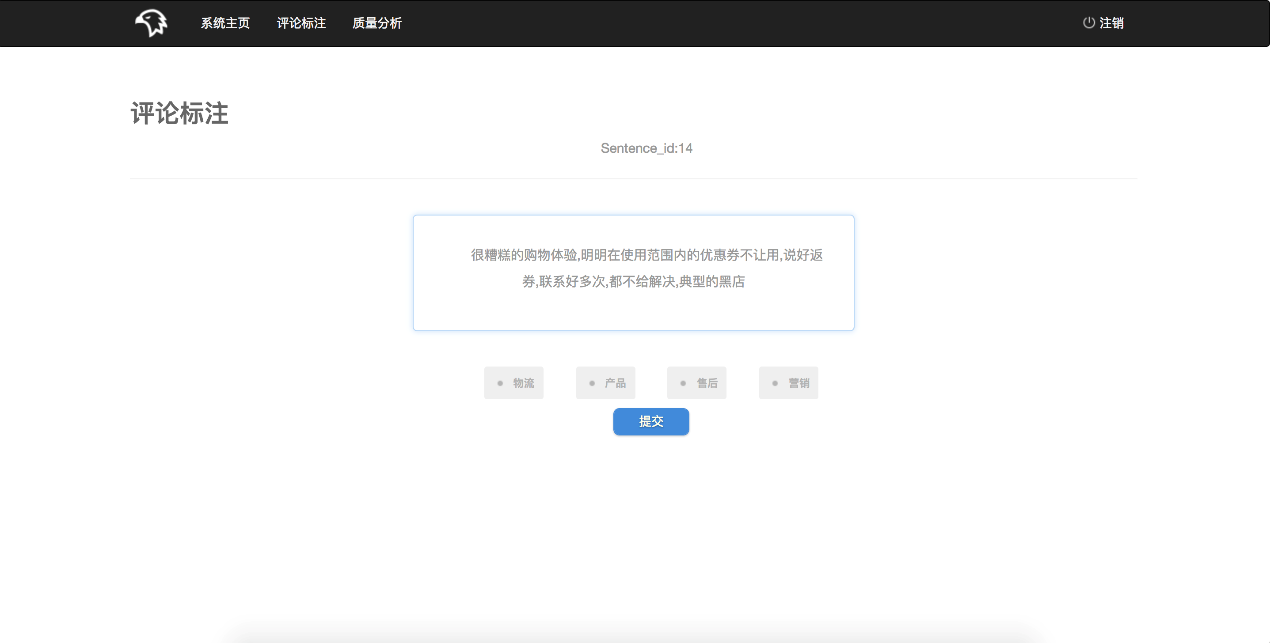 系统主页 评论标注 质量分析 注销
评论标注
Sentence_id:14
很糟糕的购物体验,明明在使用范围内的优惠券不让用,说好返
券,联系好多次,都不给解决,典型的黑店
物流 产品 售后 营销
提交